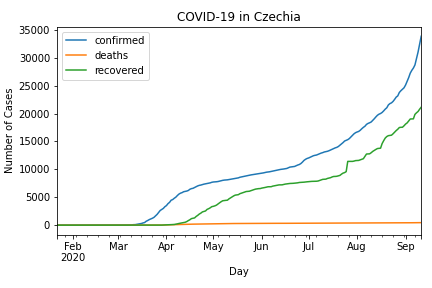 COVID-19 in Czechia
confirmed
deaths
recovered
Number of Cases
35000
30000
25000
20000
15000
10000
5000
0
Feb Mar Apr May Jun Jul Aug Sep
2020
Day